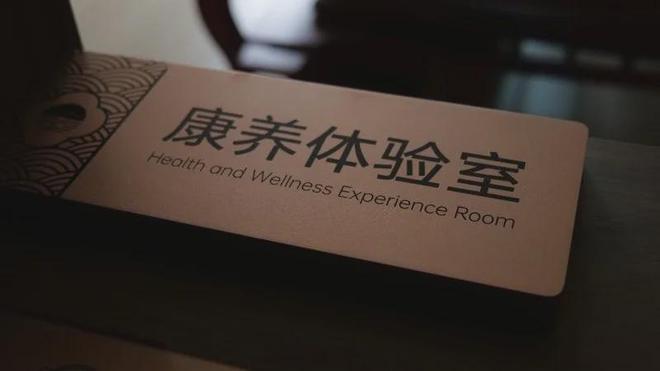 康养体验室
Health and Wellness Experience Room